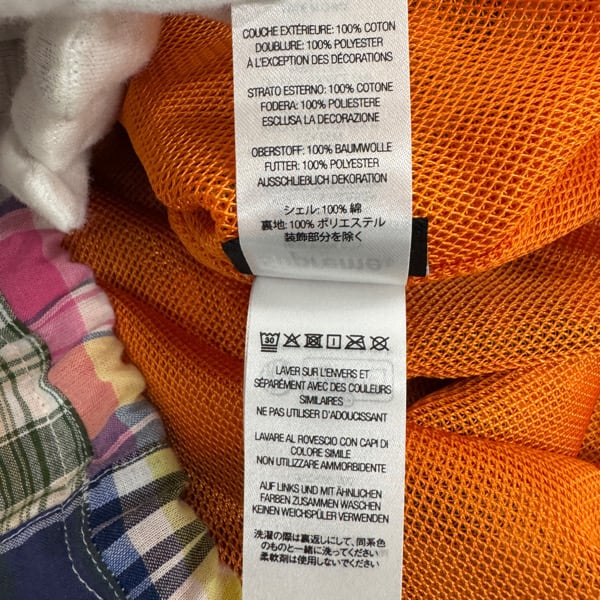 COUCHE EXTÉRIEURE: 100% COTON
DOUBLURE: 100% POLYESTER
À L'EXCEPTION DES DÉCORATIONS
STRATO ESTERNO: 100% COTONE
FODERA: 100% POLIESTERE
ESCLUSA LA DECORAZIONE
OBERSTOFF: 100% BAUMWOLLE
FUTTER: 100% POLYESTER
AUSSCHLIEBLICH DEKORATION
シェル: 100% 綿
裏地: 100% ポリエステル
装飾部分を除く
30
LAVER SUR L'ENVERS ET
SÉPARÉMENT AVEC DES COULEURS
SIMILAIRES
NE PAS UTILISER D'ADOUCISSANT
LAVARE AL ROVESCIO CON CAPI DI
COLORE SIMILE
NON UTILIZZARE AMMORBIDENTE
AUF LINKS UND MIT ÄHNLICHEN
FARBEN ZUSAMMEN WASCHEN
KEINEN WEICHSPÜLER VERWENDEN
洗濯の際は裏返しにして、同系色
のものと一緒に洗ってください
柔軟剤は使用しないでください